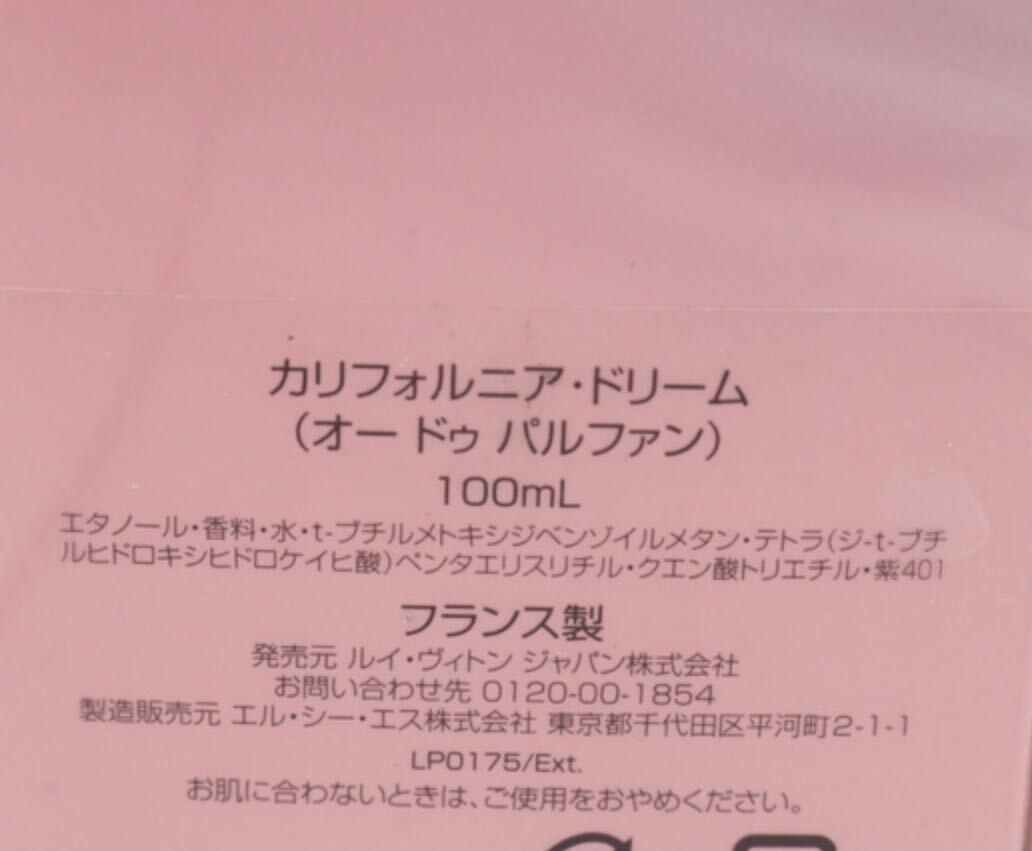 カリフォルニア・ドリーム
(オー ドゥ パルファン)
100mL
エタノール・香料・水・t-ブチルメトキシジベンゾイルメタン・テトラ(ジ-t-ブチ
ルヒドロキシヒドロケイヒ酸)ペンタエリスリチル・クエン酸トリエチル・紫401
フランス製
発売元 ルイ・ヴィトン ジャパン株式会社
お問い合わせ先 0120-00-1854
製造販売元 エル・シー・エス株式会社 東京都千代田区平河町2-1-1
LP0175/Ext.
お肌に合わないときは、ご使用をおやめください。